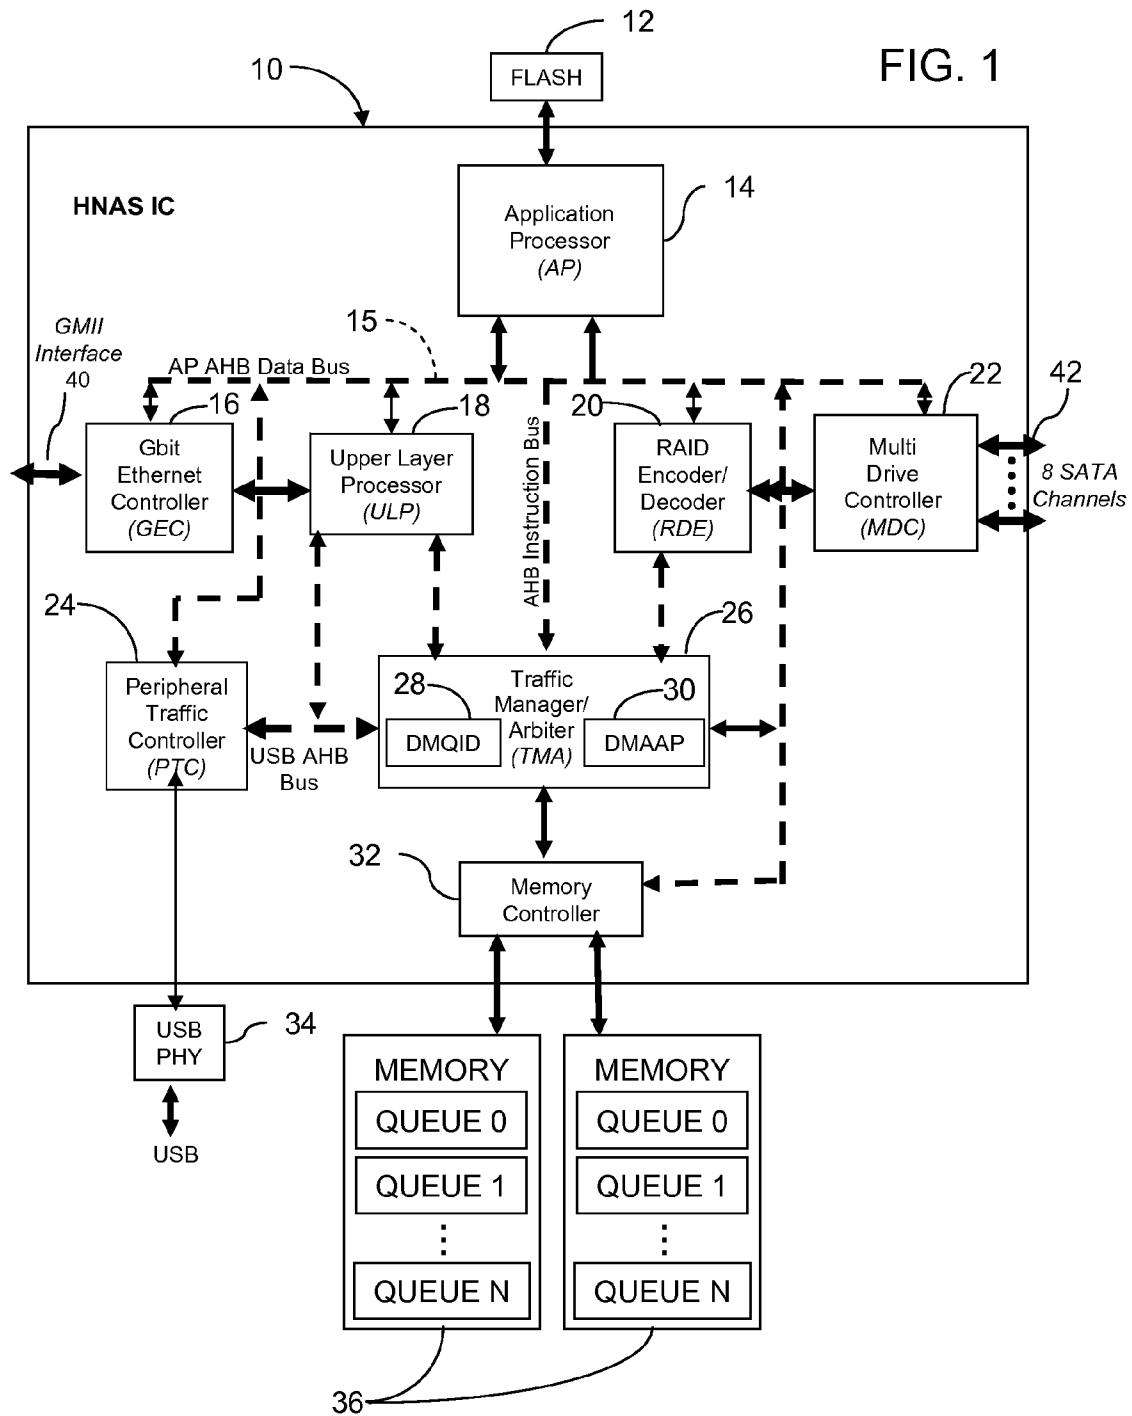 12
FIG. 1
FLASH
10
HNAS IC
14
Application
Processor
(AP)
15
GMII
Interface
40
AP AHB Data Bus
16
18
20
22
42
Gbit
Ethernet
Controller
(GEC)
Upper Layer
Processor
(ULP)
AHB Instruction Bus
RAID
Encoder/
Decoder
(RDE)
Multi
Drive
Controller
(MDC)
8 SATA
Channels
24
26
Peripheral
Traffic
Controller
(PTC)
USB AHB
Bus
28
Traffic
Manager/
Arbiter
(TMA)
30
DMQID
DMAAP
32
Memory
Controller
USB
PHY
34
USB
MEMORY
QUEUE 0
QUEUE 1
QUEUE N
MEMORY
QUEUE 0
QUEUE 1
QUEUE N
36